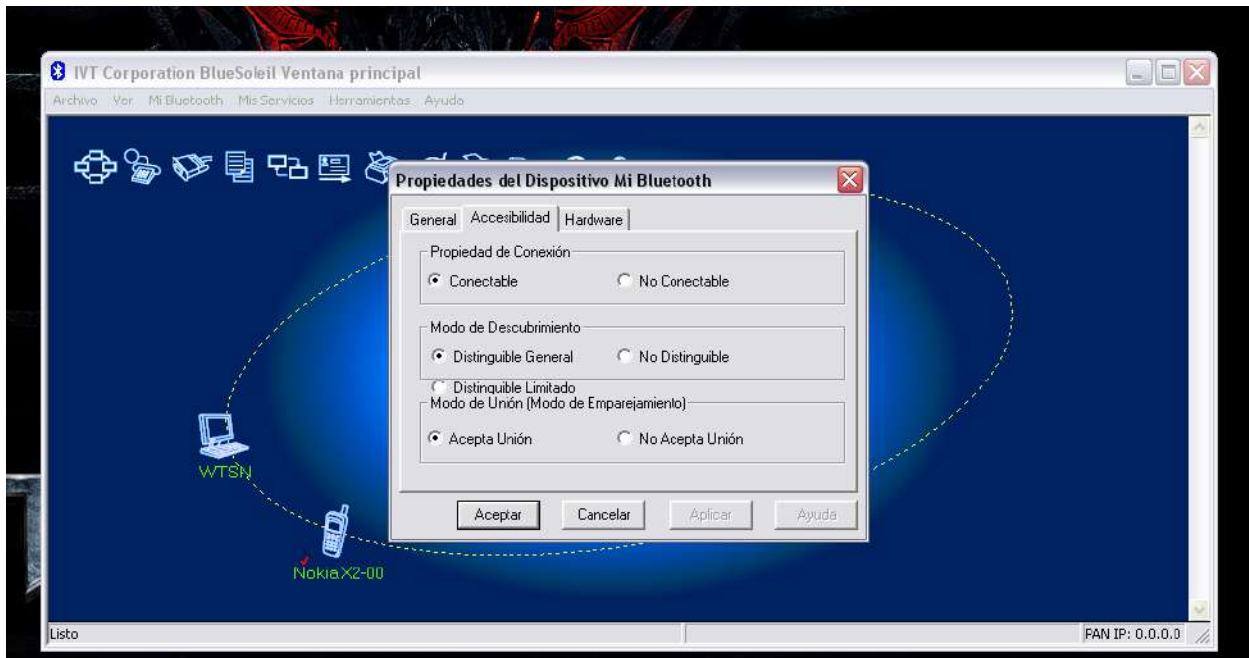 IVT Corporation BlueSoleil Ventana principal
Archivo Ver Mi Bluetooth Mis Servicios Herramientas Ayuda
Propiedades del Dispositivo Mi Bluetooth
General Accesibilidad Hardware
Propiedad de Conexión
Conectable No Conectable
Modo de Descubrimiento
Distinguible General No Distinguible
Distinguible Limitado
Modo de Unión (Modo de Emparejamiento)
Acepta Unión No Acepta Unión
WTSN
Aceptar Cancelar Aplicar Ayuda
Nokia X2-00
Listo PAN IP: 0.0.0.0